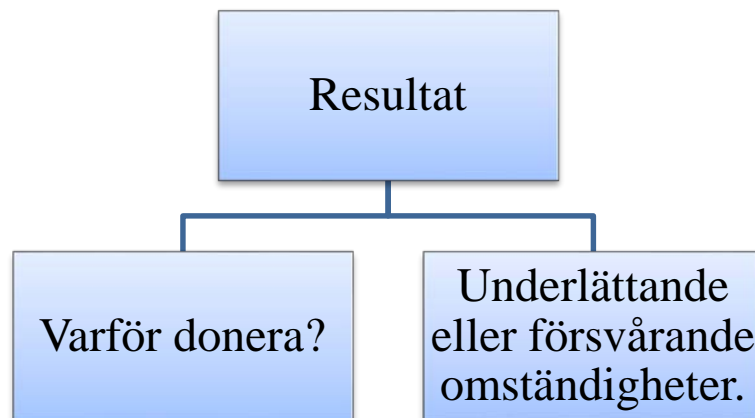 Resultat
Varför donera?
Underlättande
eller försvårande
omständigheter.